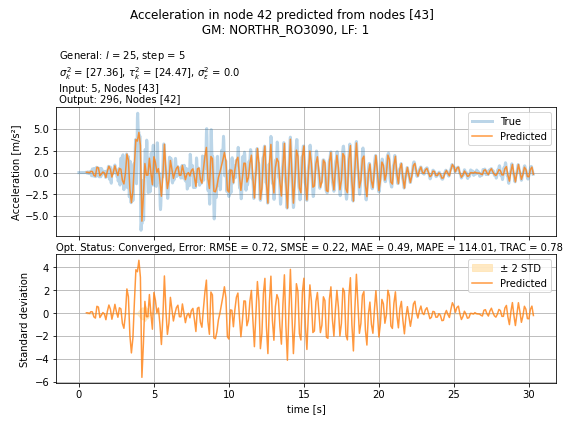 Acceleration in node 42 predicted from nodes [43]
GM: NORTHR_RO3090, LF: 1
General: l = 25, step = 5
σ²ₖ = [27.36], τ²ₖ = [24.47], σ²ε = 0.0
Input: 5, Nodes [43]
Output: 296, Nodes [42]
Acceleration [m/s²]
5.0
2.5
0.0
−2.5
−5.0
True
Predicted
Opt. Status: Converged, Error: RMSE = 0.72, SMSE = 0.22, MAE = 0.49, MAPE = 114.01, TRAC = 0.78
Standard deviation
4
2
0
−2
−4
−6
± 2 STD
Predicted
0 5 10 15 20 25 30
time [s]